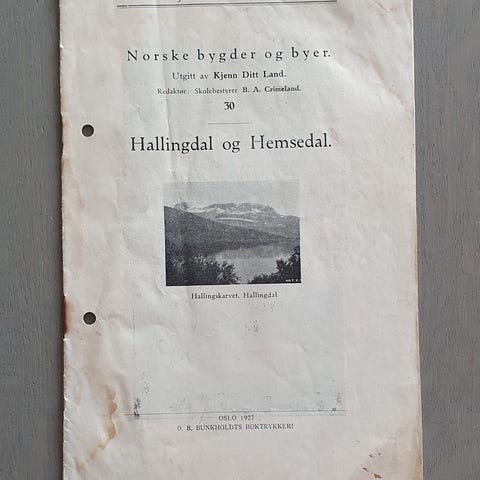 Norske bygder og byer.
Utgitt av Kjenn Ditt Land.
Redaktør: Skolebestyrer B. A. Crimeland.
30
Hallingdal og Hemsedal.
Hallingskarvet, Hallingdal
OSLO 1927
O. B. BUNKHOLDTS BOKTRYKKERI